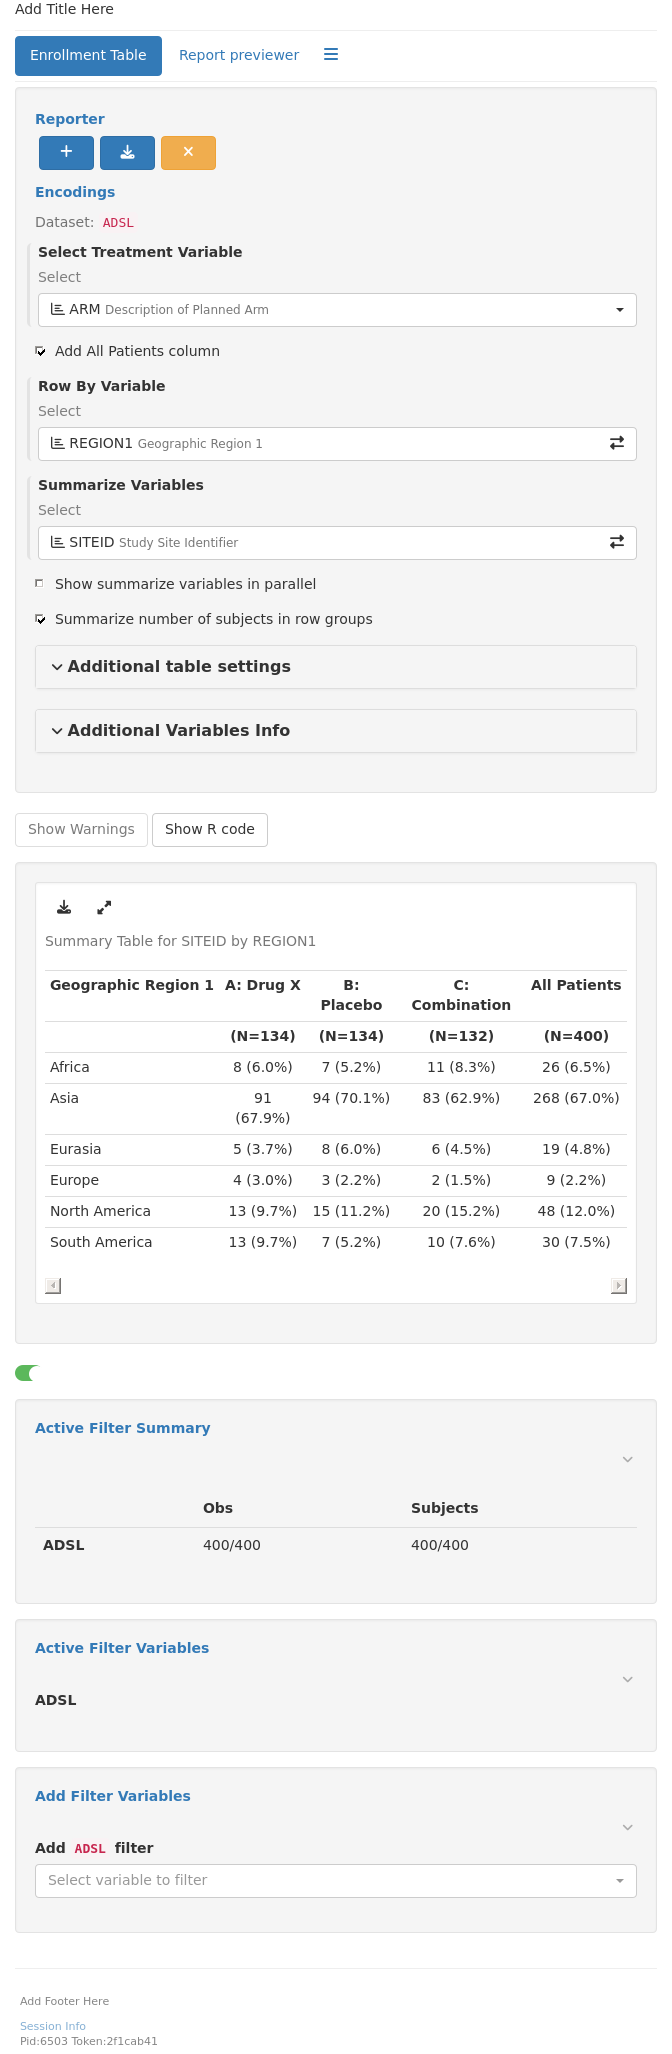 Add Title Here
Enrollment Table Report previewer
Reporter
Encodings
Dataset: ADSL
Select Treatment Variable
Select
ARM Description of Planned Arm
Add All Patients column
Row By Variable
Select
REGION1 Geographic Region 1
Summarize Variables
Select
SITEID Study Site Identifier
Show summarize variables in parallel
Summarize number of subjects in row groups
Additional table settings
Additional Variables Info
Show Warnings Show R code
Summary Table for SITEID by REGION1
Geographic Region 1 A: Drug X B: C: All Patients
Placebo Combination
(N=134) (N=134) (N=132) (N=400)
Africa 8 (6.0%) 7 (5.2%) 11 (8.3%) 26 (6.5%)
Asia 91 94 (70.1%) 83 (62.9%) 268 (67.0%)
(67.9%)
Eurasia 5 (3.7%) 8 (6.0%) 6 (4.5%) 19 (4.8%)
Europe 4 (3.0%) 3 (2.2%) 2 (1.5%) 9 (2.2%)
North America 13 (9.7%) 15 (11.2%) 20 (15.2%) 48 (12.0%)
South America 13 (9.7%) 7 (5.2%) 10 (7.6%) 30 (7.5%)
Active Filter Summary
Obs Subjects
ADSL 400/400 400/400
Active Filter Variables
ADSL
Add Filter Variables
Add ADSL filter
Select variable to filter
Add Footer Here
Session Info
Pid:6503 Token:2f1cab41